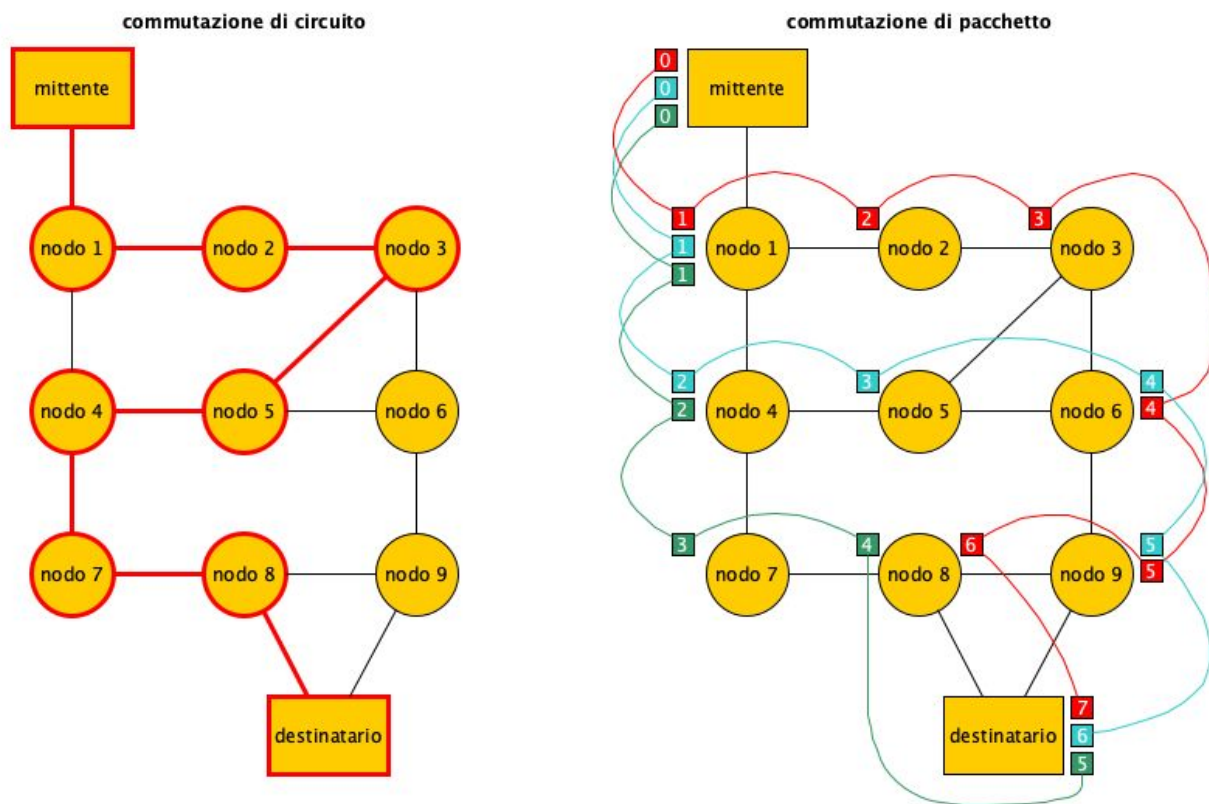 commutazione di circuito
mittente
nodo 1
nodo 2
nodo 3
nodo 4
nodo 5
nodo 6
nodo 7
nodo 8
nodo 9
destinatario
commutazione di pacchetto
0
0
0
mittente
1
2
3
1
1
nodo 1
nodo 2
nodo 3
2
3
4
2
4
nodo 4
nodo 5
nodo 6
3
4
6
5
5
nodo 7
nodo 8
nodo 9
7
destinatario
6
5